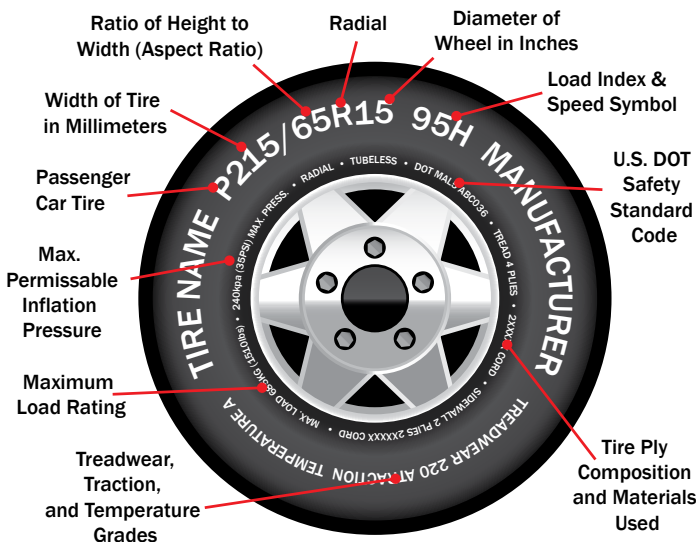 Ratio of Height to
Width (Aspect Ratio)
Radial
Diameter of
Wheel in Inches
Load Index &
Speed Symbol
Width of Tire
in Millimeters
U.S. DOT
Safety
Standard
Code
Passenger
Car Tire
Max.
Permissable
Inflation
Pressure
Maximum
Load Rating
Treadwear,
Traction,
and Temperature
Grades
Tire Ply
Composition
and Materials
Used
TIRE NAME P215/65R15 95H MANUFACTURER
TREADWEAR 220 TRACTION TEMPERATURE A
240kpa (35PSI) MAX. PRESS. • RADIAL • TUBELESS • DOT ABC036 • TREAD 4 PLIES • CORD • SIDEWALL 2 PLIES 2XXXXX CORD • MAX. LOAD (1510lbs) •